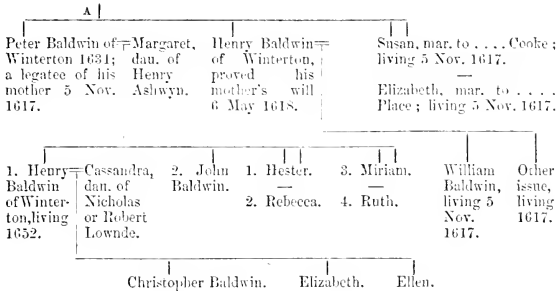 A
Peter Baldwin of
Winterton 1631;
a legatee of his
mother 5 Nov.
1617.
Margaret,
dau. of
Henry
Ashwyn.
Henry Baldwin
of Winterton,
proved his
mother's will
6 May 1618.
Susan, mar. to . . . . Cooke ;
living 5 Nov. 1617.
—
Elizabeth, mar. to . . . .
Place ; living 5 Nov. 1617.
1. Henry
Baldwin
of Winter-
ton, living
1652.
Cassandra,
dau. of
Nicholas
or Robert
Lownde.
2. John
Baldwin.
1. Hester.
—
2. Rebecca.
3. Miriam.
—
4. Ruth.
William
Baldwin,
living 5
Nov.
1617.
Other
issue,
living
1617.
Christopher Baldwin.
Elizabeth.
Ellen.